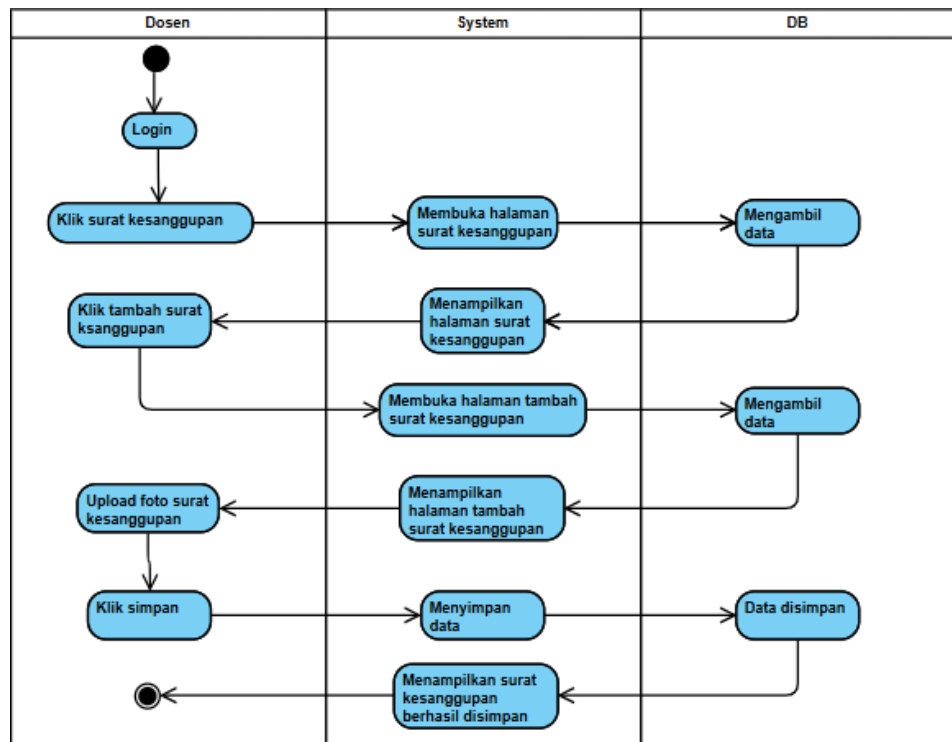 Dosen
System
DB
Login
Klik surat kesanggupan
Membuka halaman
surat kesanggupan
Mengambil
data
Klik tambah surat
ksanggupan
Menampilkan
halaman surat
kesanggupan
Membuka halaman tambah
surat kesanggupan
Mengambil
data
Upload foto surat
kesanggupan
Menampilkan
halaman tambah
surat kesanggupan
Klik simpan
Menyimpan
data
Data disimpan
Menampilkan surat
kesanggupan
berhasil disimpan